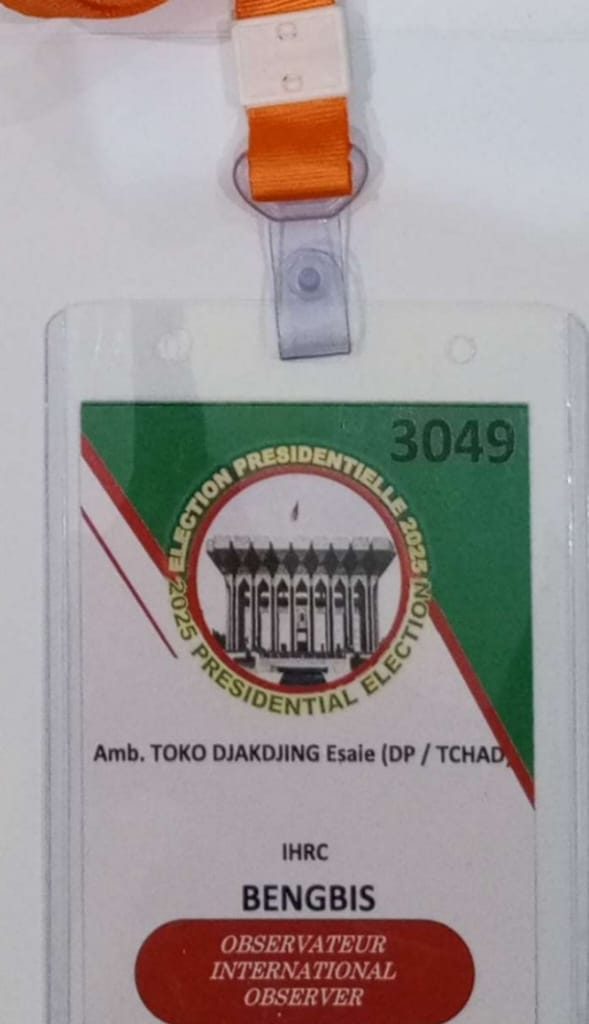 3049
ELECTION PRESIDENTIELLE 2025
2025 PRESIDENTIAL ELECTION
Amb. TOKO DJAKDJING Esaie (DP / TCHAD)
IHRC
BENGBIS
OBSERVATEUR
INTERNATIONAL
OBSERVER